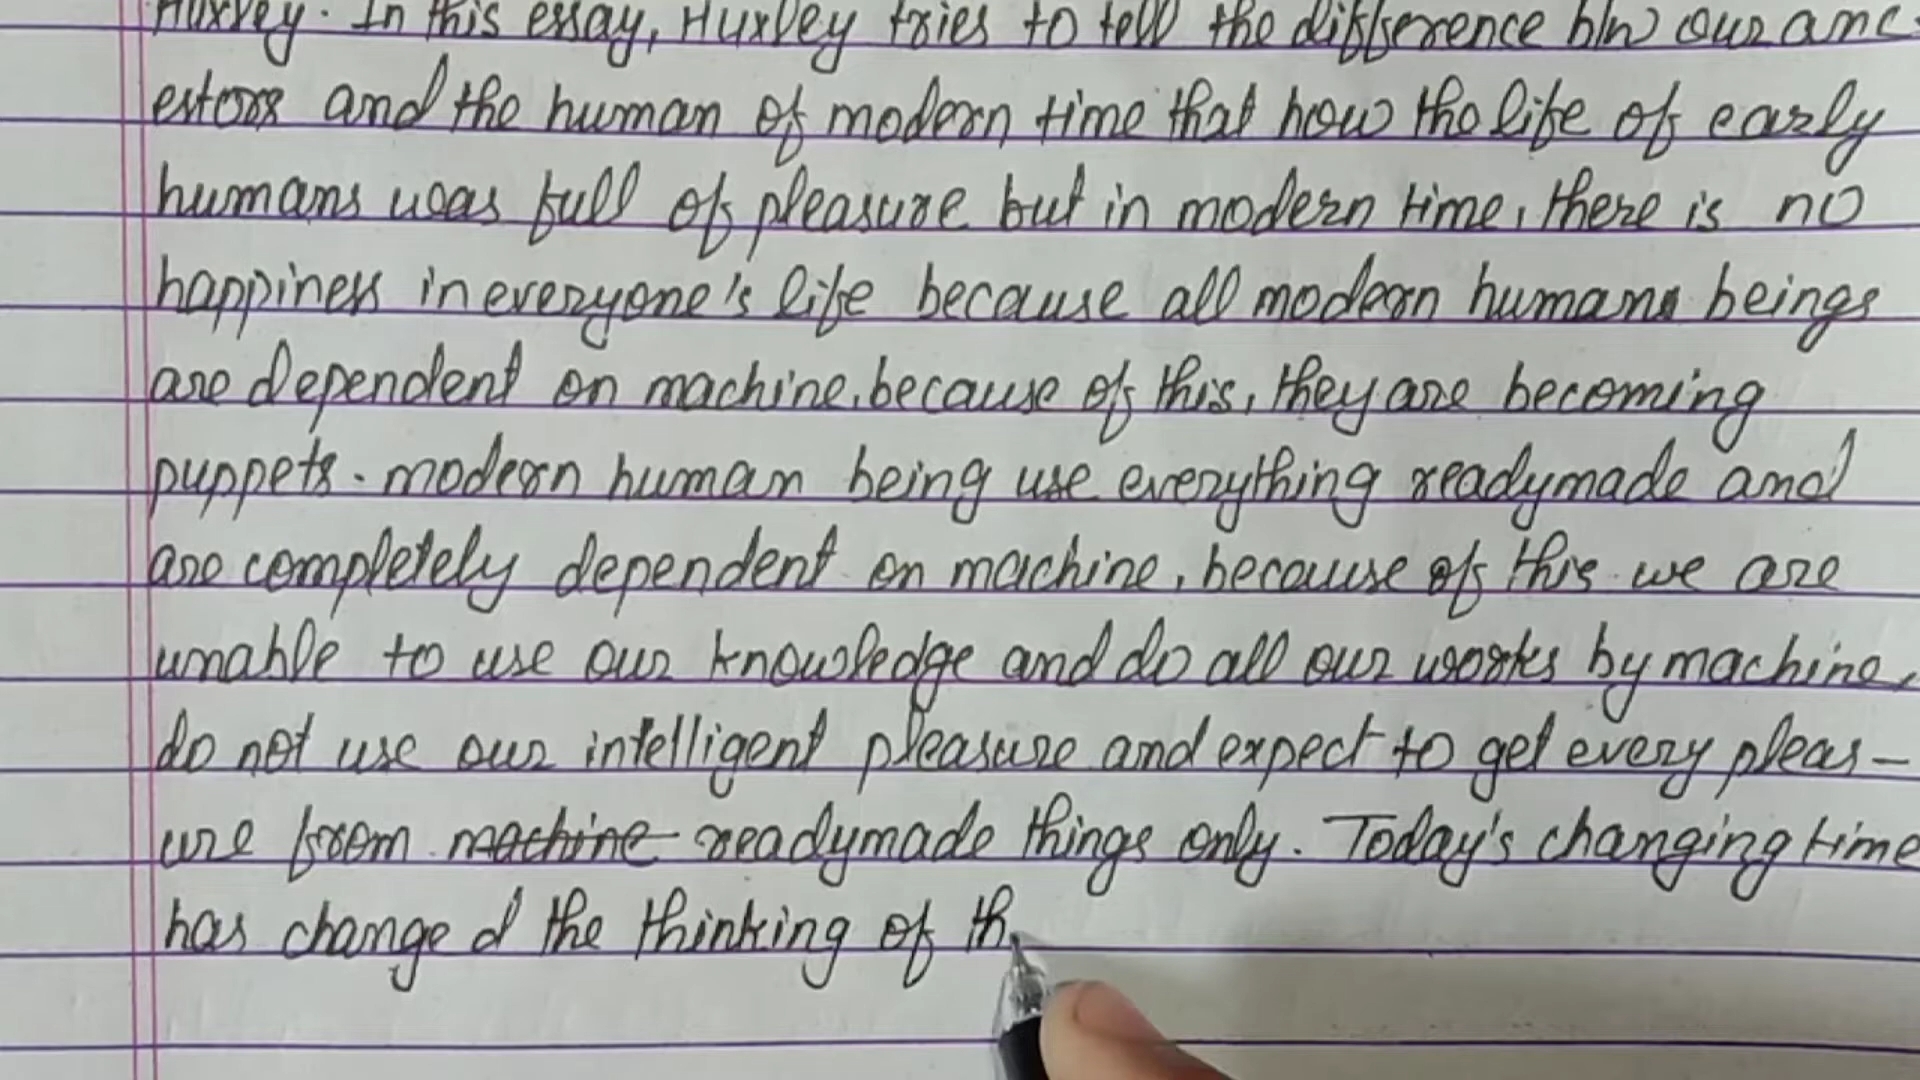 Huxley. In this essay, Huxley tries to tell the difference b/w our anc-
estors and the human of modern time that how the life of early
humans was full of pleasure but in modern time, there is no
happiness in everyone's life because all modern humans beings
are dependent on machine, because of this, they are becoming
puppets. modern human being use everything readymade and
are completely dependent on machine, because of this we are
unable to use our knowledge and do all our works by machine,
do not use our intelligent pleasure and expect to get every pleas-
ure from machine readymade things only. Today's changing time
has changed the thinking of th